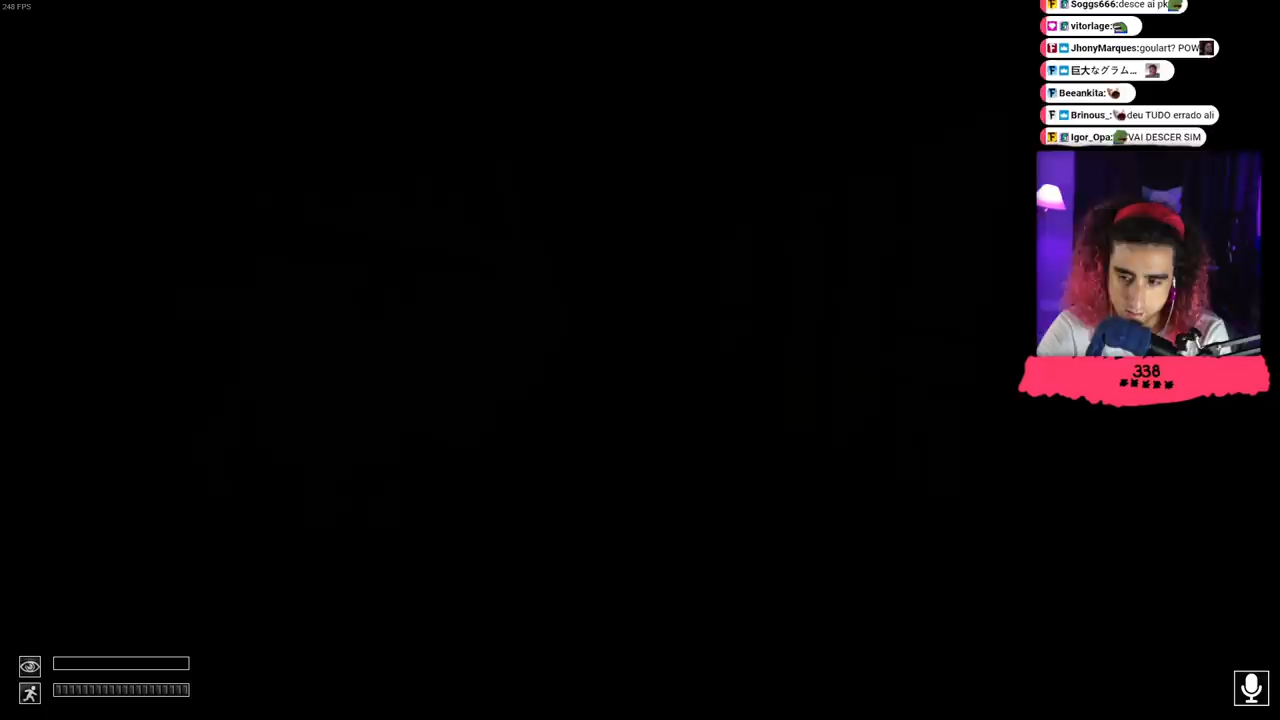 248 FPS
Soggs666:desce ai pk
vitorlage:
JhonyMarques:goulart? POW
巨大なグラム...
Beeankita:
Brinous_:deu TUDO errado ali
Igor_Opa:VAI DESCER SIM
338